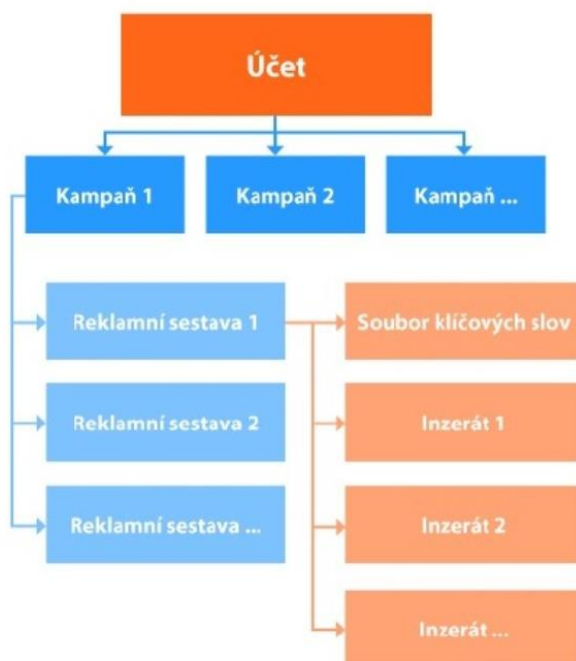 Účet
Kampaň 1
Kampaň 2
Kampaň ...
Reklamní sestava 1
Soubor klíčových slov
Reklamní sestava 2
Inzerát 1
Reklamní sestava ...
Inzerát 2
Inzerát ...